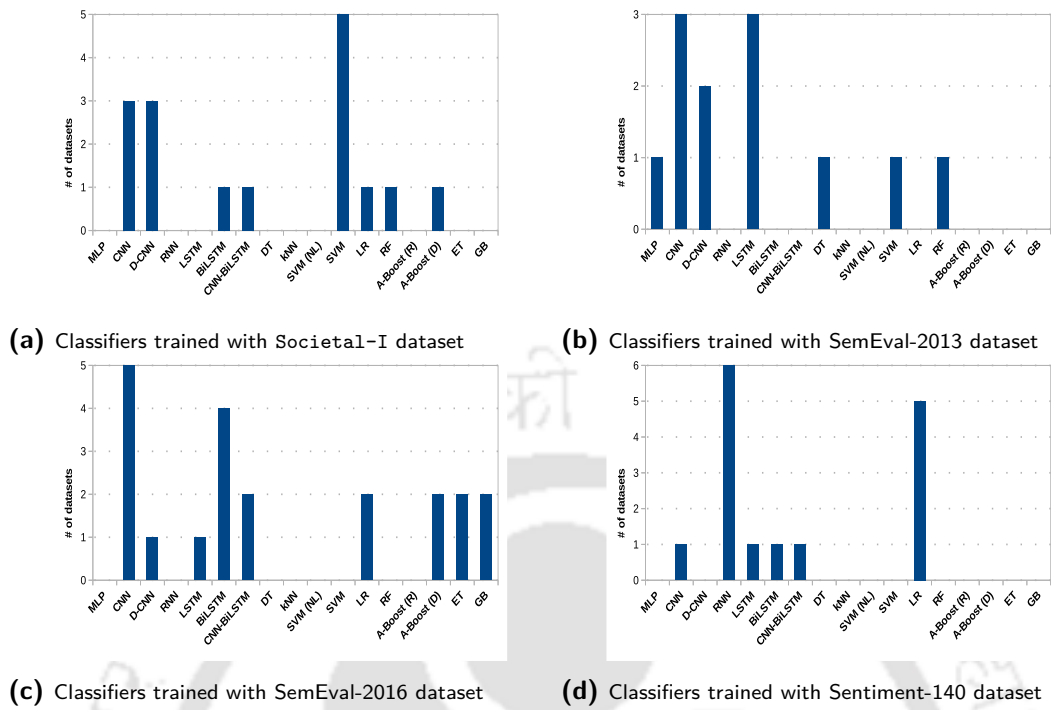 5
4
3
2
1
0
# of datasets
MLP
CNN
D-CNN
RNN
LSTM
BiLSTM
CNN-BiLSTM
DT
kNN
SVM (NL)
SVM
LR
RF
A-Boost (R)
A-Boost (D)
ET
GB
(a) Classifiers trained with Societal-I dataset
3
2
1
0
# of datasets
MLP
CNN
D-CNN
RNN
LSTM
BiLSTM
CNN-BiLSTM
DT
kNN
SVM (NL)
SVM
LR
RF
A-Boost (R)
A-Boost (D)
ET
GB
(b) Classifiers trained with SemEval-2013 dataset
5
4
3
2
1
0
# of datasets
MLP
CNN
D-CNN
RNN
LSTM
BiLSTM
CNN-BiLSTM
DT
kNN
SVM (NL)
SVM
LR
RF
A-Boost (R)
A-Boost (D)
ET
GB
(c) Classifiers trained with SemEval-2016 dataset
6
5
4
3
2
1
0
# of datasets
MLP
CNN
D-CNN
RNN
LSTM
BiLSTM
CNN-BiLSTM
DT
kNN
SVM (NL)
SVM
LR
RF
A-Boost (R)
A-Boost (D)
ET
GB
(d) Classifiers trained with Sentiment-140 dataset